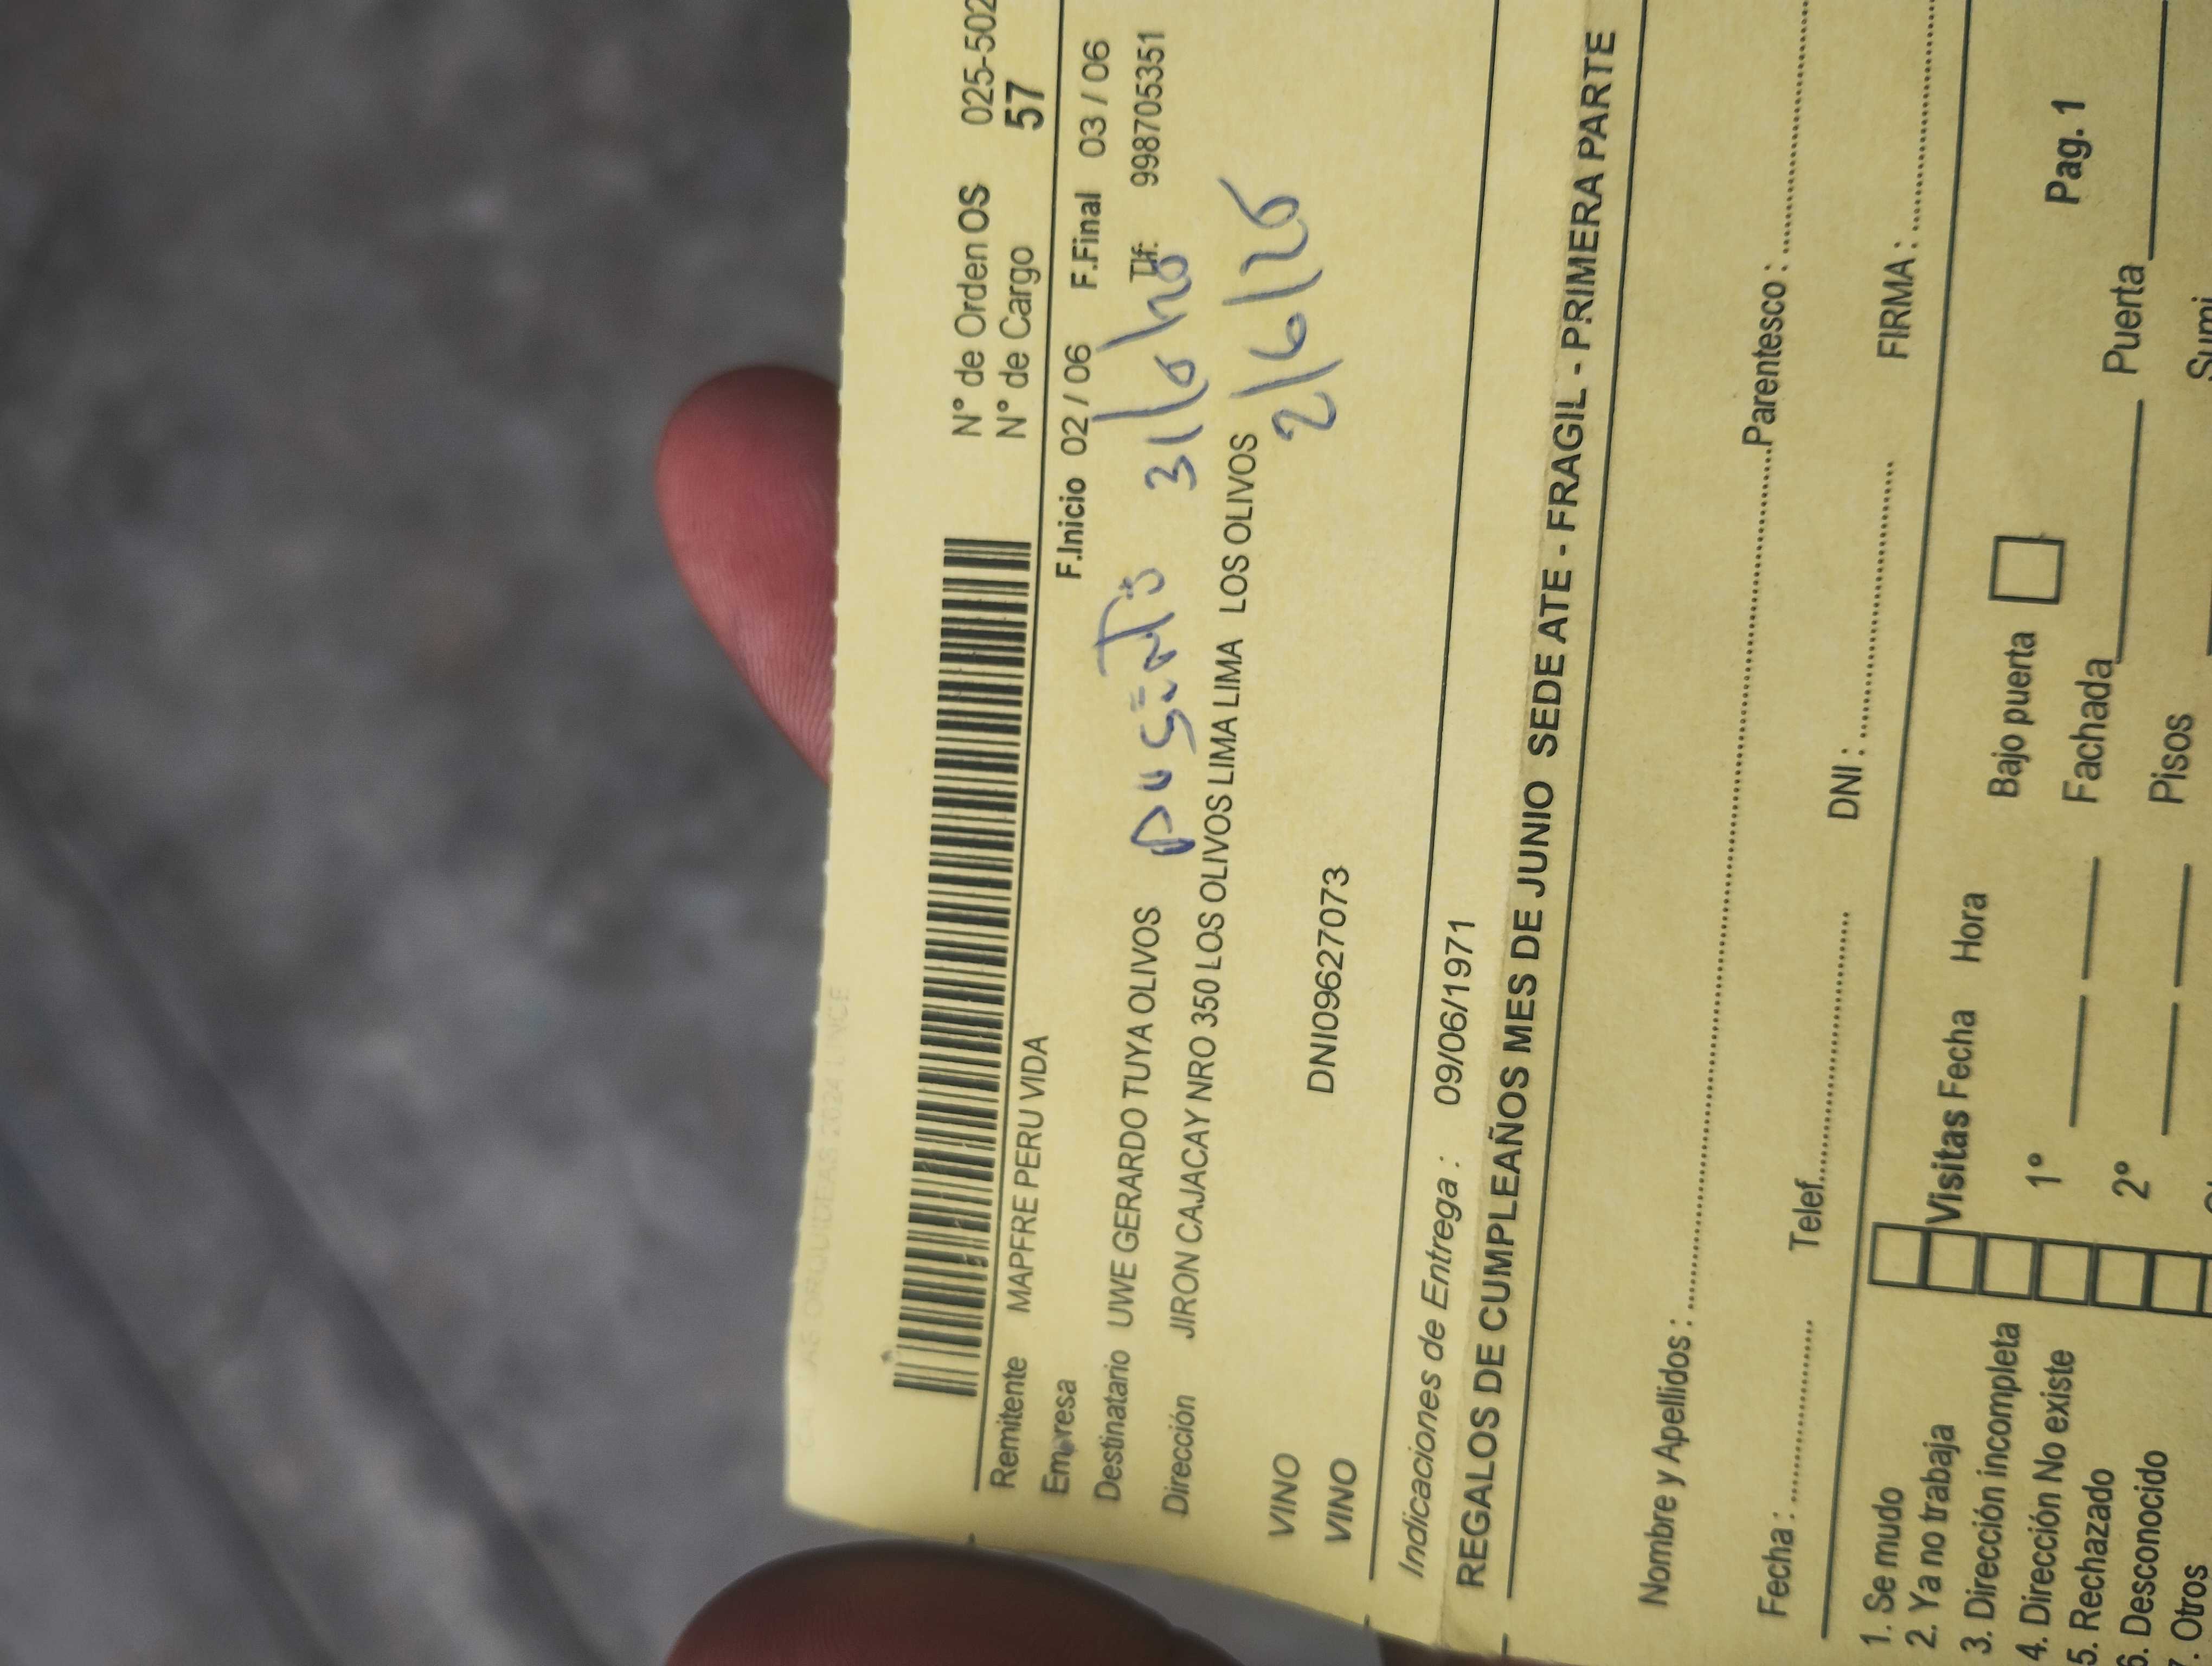 N° de Orden OS 025-502
N° de Cargo 57
Remitente MAPFRE PERU VIDA
Empresa F.Inicio 02 / 06 F.Final 03 / 06
Destinatario UWE GERARDO TUYA OLIVOS Tlf: 998705351
Dirección JIRON CAJACAY NRO 350 LOS OLIVOS LIMA LIMA LOS OLIVOS
2/6/26
VINO
VINO DNI09627073
Indicaciones de Entrega : 09/06/1971
REGALOS DE CUMPLEAÑOS MES DE JUNIO SEDE ATE - FRAGIL - PRIMERA PARTE
Nombre y Apellidos : Parentesco :
Fecha : Telef. DNI : FIRMA :
1. Se mudo
2. Ya no trabaja Visitas Fecha Hora Bajo puerta Pag. 1
3. Dirección incompleta
4. Dirección No existe 1° Fachada Puerta
5. Rechazado
6. Desconocido 2° Pisos
7. Otros